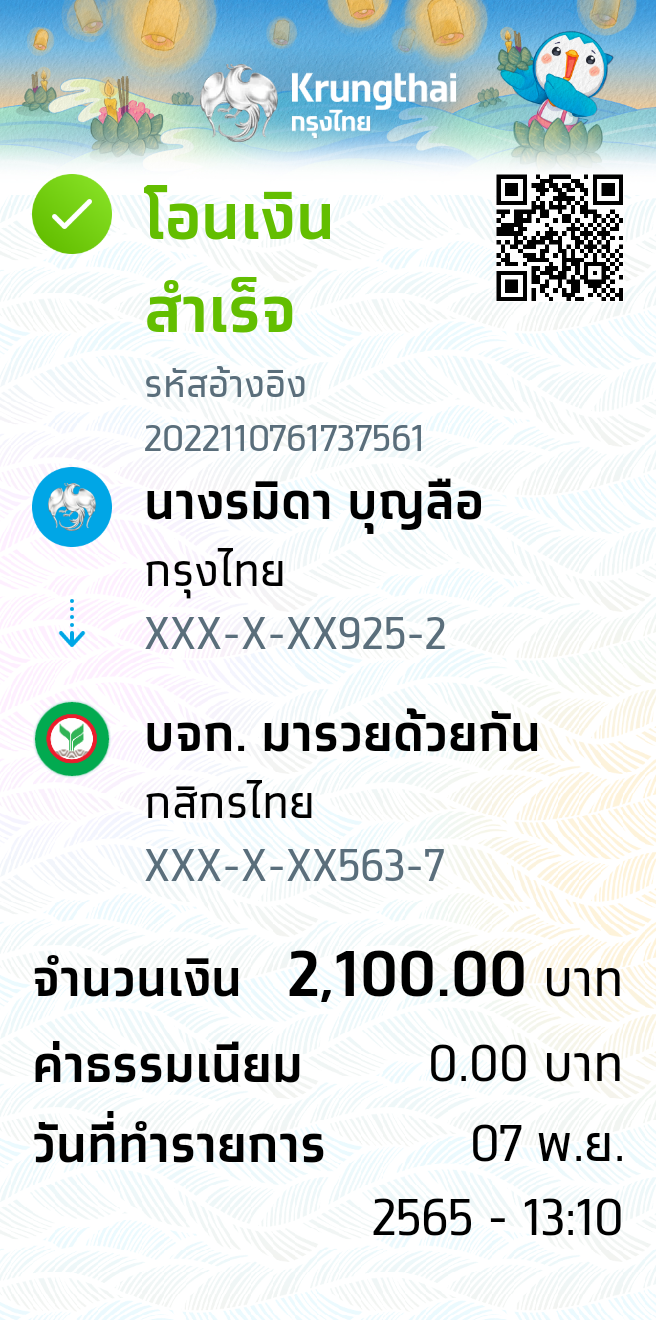 Krungthai
กรุงไทย
โอนเงิน
สำเร็จ
รหัสอ้างอิง
2022110761737561
นางรมิดา บุญลือ
กรุงไทย
XXX-X-XX925-2
บจก. มารวยด้วยกัน
กสิกรไทย
XXX-X-XX563-7
จำนวนเงิน 2,100.00 บาท
ค่าธรรมเนียม 0.00 บาท
วันที่ทำรายการ 07 พ.ย.
2565 - 13:10